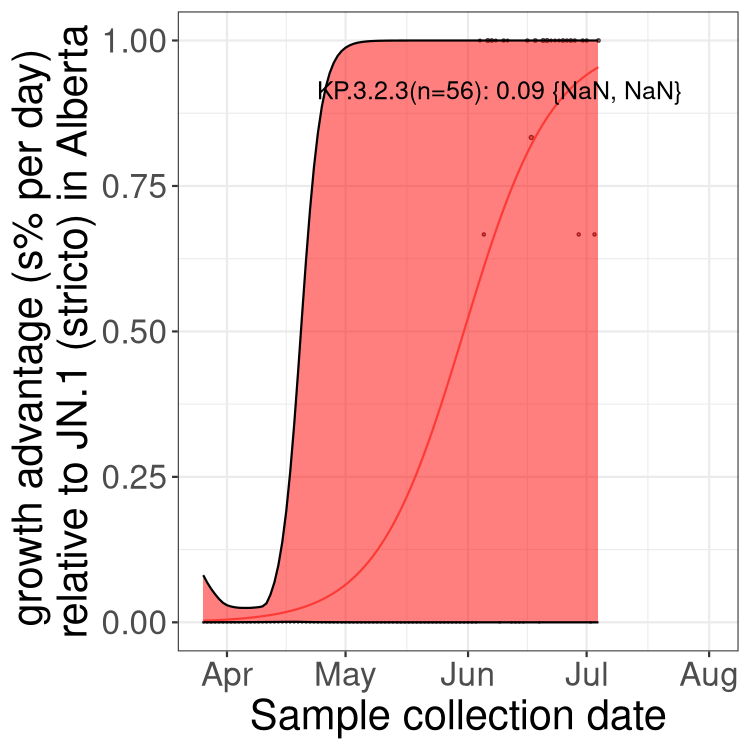 growth advantage (s% per day)
relative to JN.1 (stricto) in Alberta
1.00
0.75
0.50
0.25
0.00
KP.3.2.3(n=56): 0.09 {NaN, NaN}
Apr May Jun Jul Aug
Sample collection date